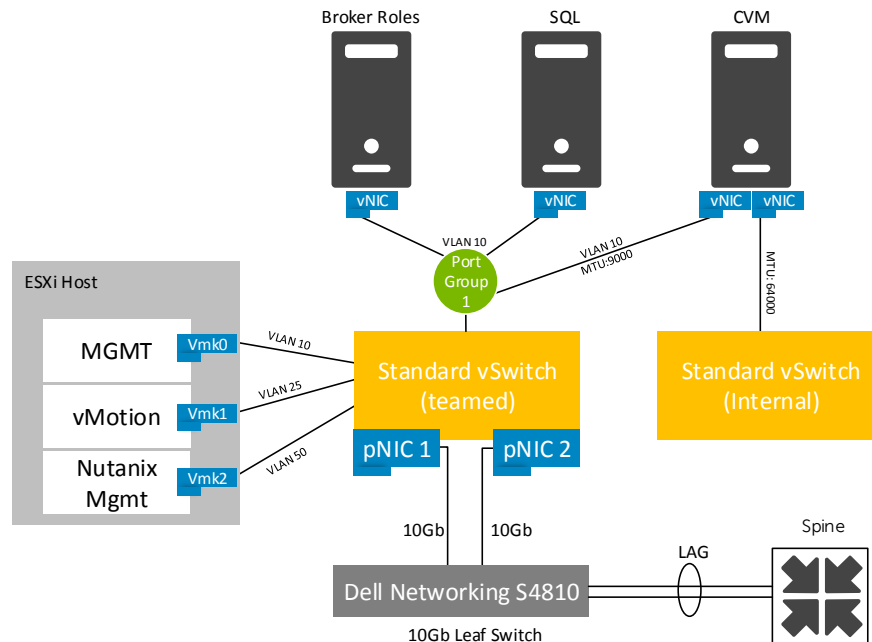 Broker Roles
SQL
CVM
vNIC
vNIC
vNIC
vNIC
VLAN 10
VLAN 10
MTU:9000
MTU: 64000
Port
Group
1
ESXi Host
MGMT
Vmk0
VLAN 10
vMotion
Vmk1
VLAN 25
Nutanix
Mgmt
Vmk2
VLAN 50
Standard vSwitch
(teamed)
Standard vSwitch
(Internal)
pNIC 1
pNIC 2
10Gb
10Gb
Spine
LAG
Dell Networking S4810
10Gb Leaf Switch